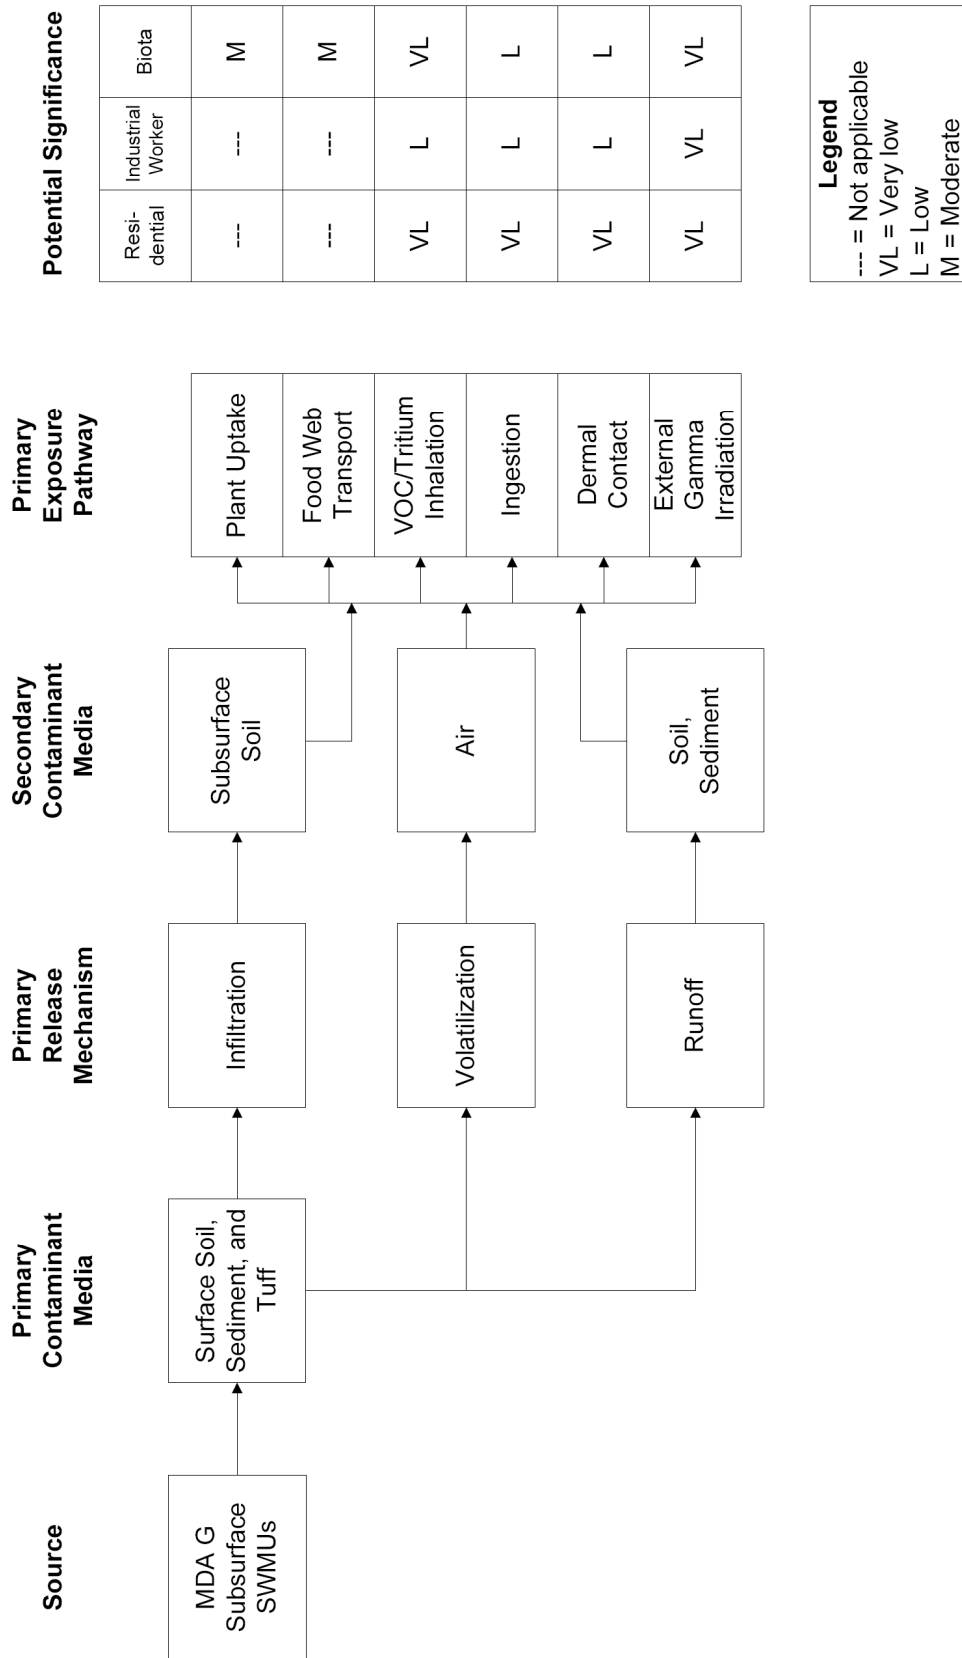 Source
Primary
Contaminant
Media
Primary
Release
Mechanism
Secondary
Contaminant
Media
Primary
Exposure
Pathway
Potential Significance
Resi-
dential
Industrial
Worker
Biota
MDA G
Subsurface
SWMUs
Surface Soil,
Sediment, and
Tuff
Infiltration
Volatilization
Runoff
Subsurface
Soil
Air
Soil,
Sediment
Plant Uptake
--- --- M
Food Web
Transport
--- --- M
VOC/Tritium
Inhalation
VL L VL
Ingestion
VL L L
Dermal
Contact
VL L L
External
Gamma
Irradiation
VL VL VL
Legend
--- = Not applicable
VL = Very low
L = Low
M = Moderate